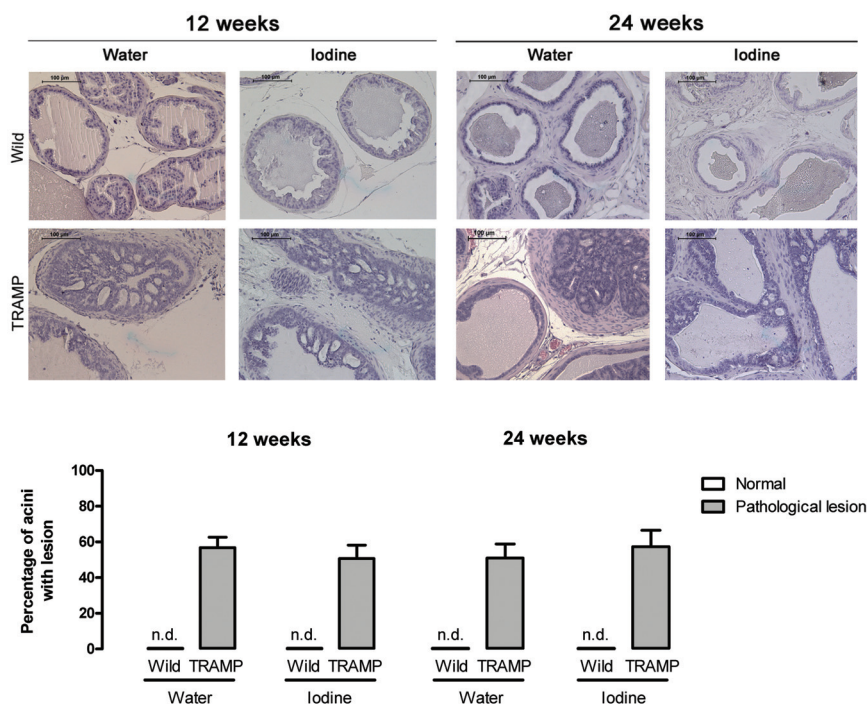 12 weeks 24 weeks
Water Iodine Water Iodine
Wild
100 µm 100 µm 100 µm 100 µm
TRAMP
100 µm 100 µm 100 µm 100 µm
12 weeks 24 weeks
Percentage of acini
with lesion
100
80
60
40
20
0
n.d. n.d. n.d. n.d.
Wild TRAMP Wild TRAMP Wild TRAMP Wild TRAMP
Water Iodine Water Iodine
Normal
Pathological lesion